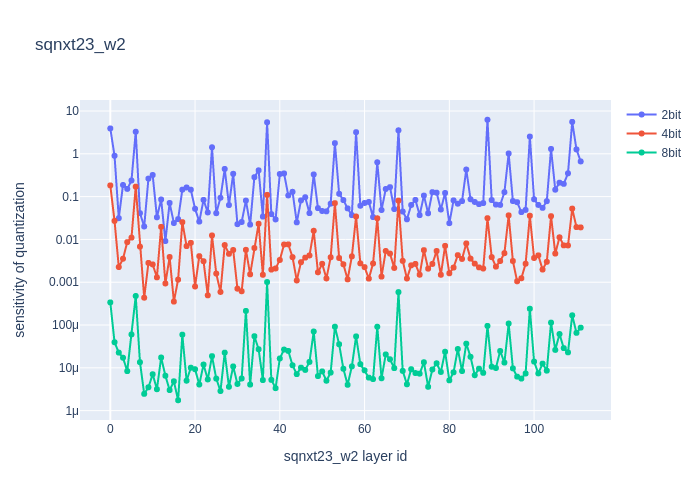 sqnxt23_w2
10
1
0.1
0.01
0.001
100μ
10μ
1μ
sensitivity of quantization
0 20 40 60 80 100
sqnxt23_w2 layer id
2bit
4bit
8bit